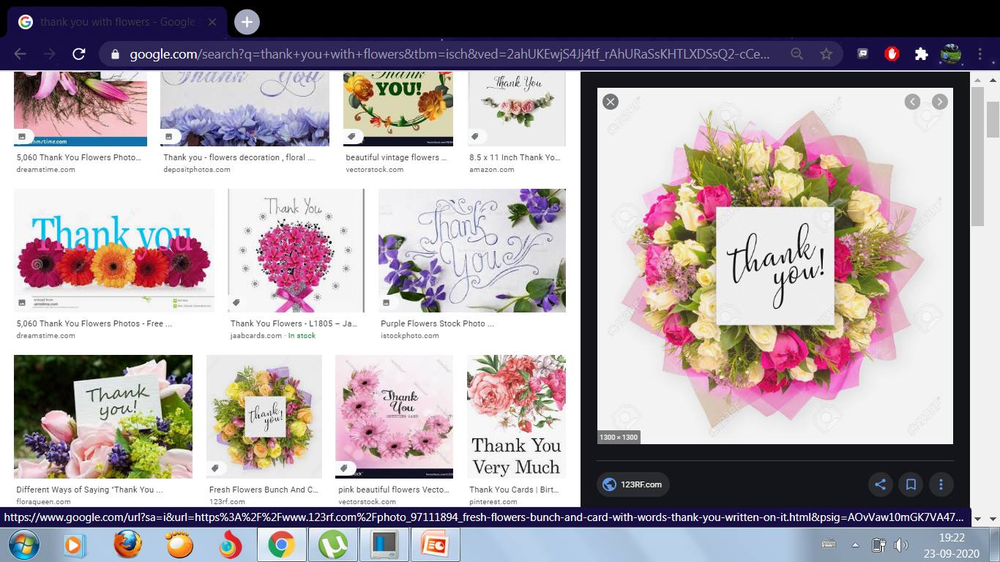 thank you with flowers - Google
google.com/search?q=thank+you+with+flowers&tbm=isch&ved=2ahUKEwjS4Jj4tf_rAhURaSsKHTLXDSsQ2-cCe...
Thank You
Thank
YOU!
Thank You
5,060 Thank You Flowers Photo...
dreamstime.com
Thank you - flowers decoration , floral ...
depositphotos.com
beautiful vintage flowers ...
vectorstock.com
8.5 x 11 Inch Thank Yo...
amazon.com
Thank you
Thank You
Thank
You
5,060 Thank You Flowers Photos - Free ...
dreamstime.com
Thank You Flowers - L1805 – Ja...
jaabcards.com · In stock
Purple Flowers Stock Photo ...
istockphoto.com
Thank
you!
thank
you!
Thank
You
GREETING CARD
Thank You
Very Much
Different Ways of Saying "Thank You ...
floraqueen.com
Fresh Flowers Bunch And C...
123rf.com
pink beautiful flowers Vecto...
vectorstock.com
Thank You Cards | Birt...
pinterest.com
thank
you!
123RF
1300 × 1300
123RF.com
https://www.google.com/url?sa=i&url=https%3A%2F%2Fwww.123rf.com%2Fphoto_97111894_fresh-flowers-bunch-and-card-with-words-thank-you-written-on-it.html&psig=AOvVaw10mGK7VA47...
19:22
23-09-2020